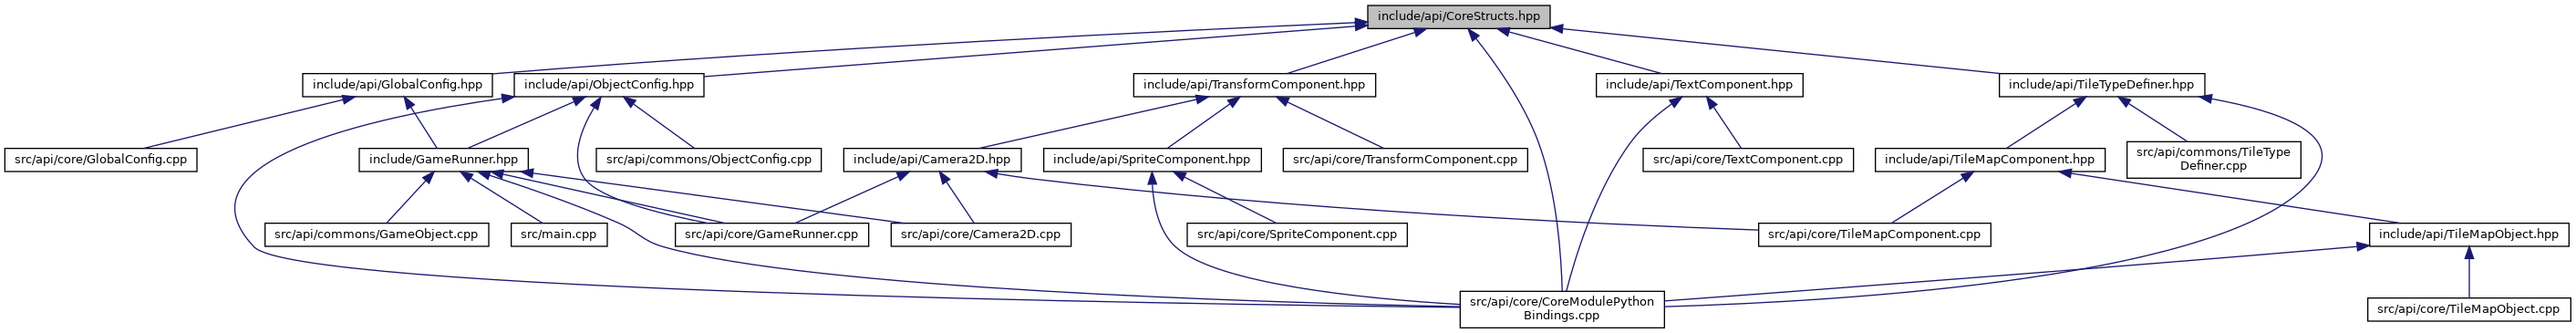 include/api/CoreStructs.hpp
include/api/GlobalConfig.hpp
include/api/ObjectConfig.hpp
include/api/TransformComponent.hpp
include/api/TextComponent.hpp
include/api/TileTypeDefiner.hpp
src/api/core/GlobalConfig.cpp
include/GameRunner.hpp
src/api/commons/ObjectConfig.cpp
include/api/Camera2D.hpp
include/api/SpriteComponent.hpp
src/api/core/TransformComponent.cpp
src/api/core/TextComponent.cpp
include/api/TileMapComponent.hpp
src/api/commons/TileType
Definer.cpp
src/api/commons/GameObject.cpp
src/main.cpp
src/api/core/GameRunner.cpp
src/api/core/Camera2D.cpp
src/api/core/SpriteComponent.cpp
src/api/core/TileMapComponent.cpp
include/api/TileMapObject.hpp
src/api/core/CoreModulePython
Bindings.cpp
src/api/core/TileMapObject.cpp